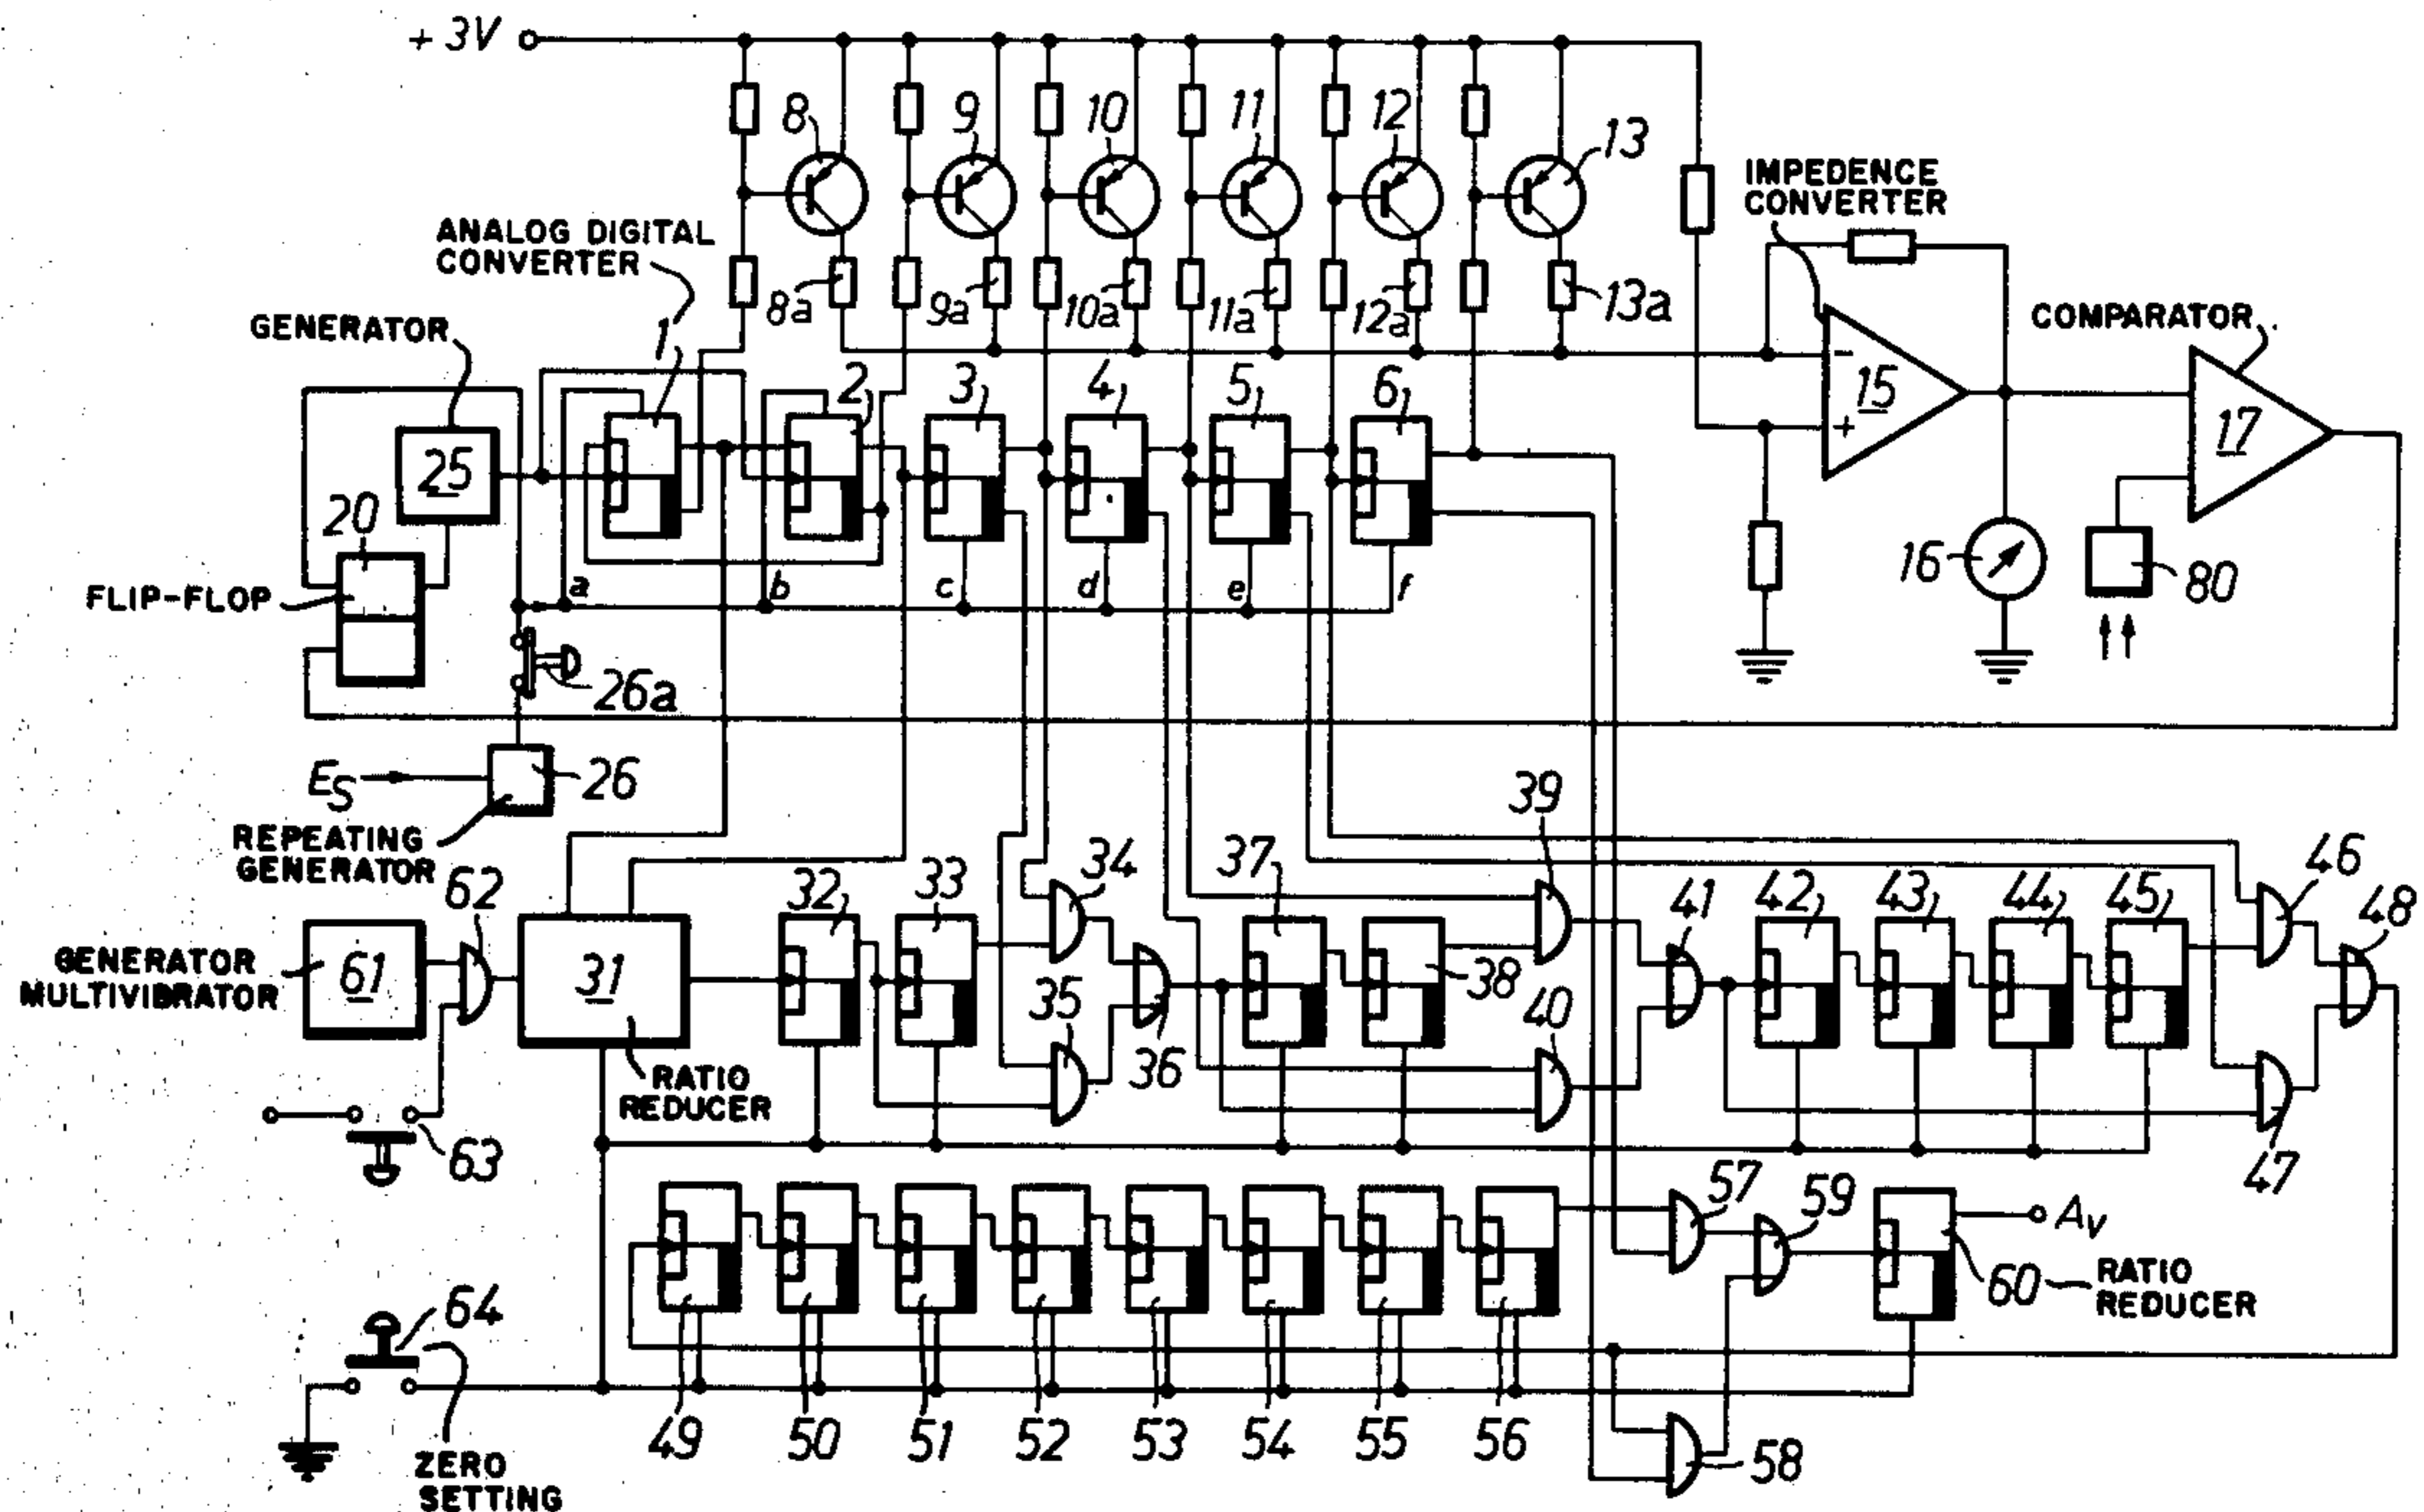 +3V
8
9
10
11
12
13
IMPEDENCE
CONVERTER
ANALOG DIGITAL
CONVERTER
8a
9a
10a
11a
12a
13a
COMPARATOR
GENERATOR
1
2
3
4
5
6
15
-
+
17
25
20
16
80
FLIP-FLOP
a
b
c
d
e
f
26a
ES
26
39
REPEATING
GENERATOR
62
32
33
34
37
41
42
43
44
45
46
48
GENERATOR
MULTIVIBRATOR
61
31
35
36
38
40
RATIO
REDUCER
63
47
57
59
AV
60
RATIO
REDUCER
64
49
50
51
52
53
54
55
56
58
ZERO
SETTING